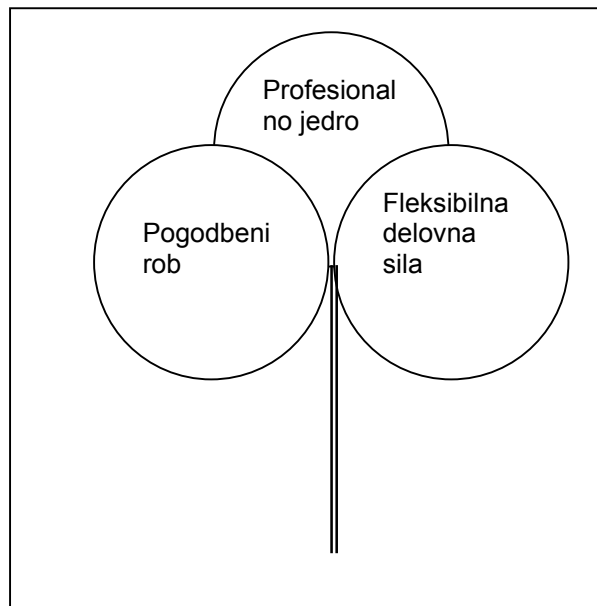 Profesional
no jedro
Pogodbeni
rob
Fleksibilna
delovna
sila